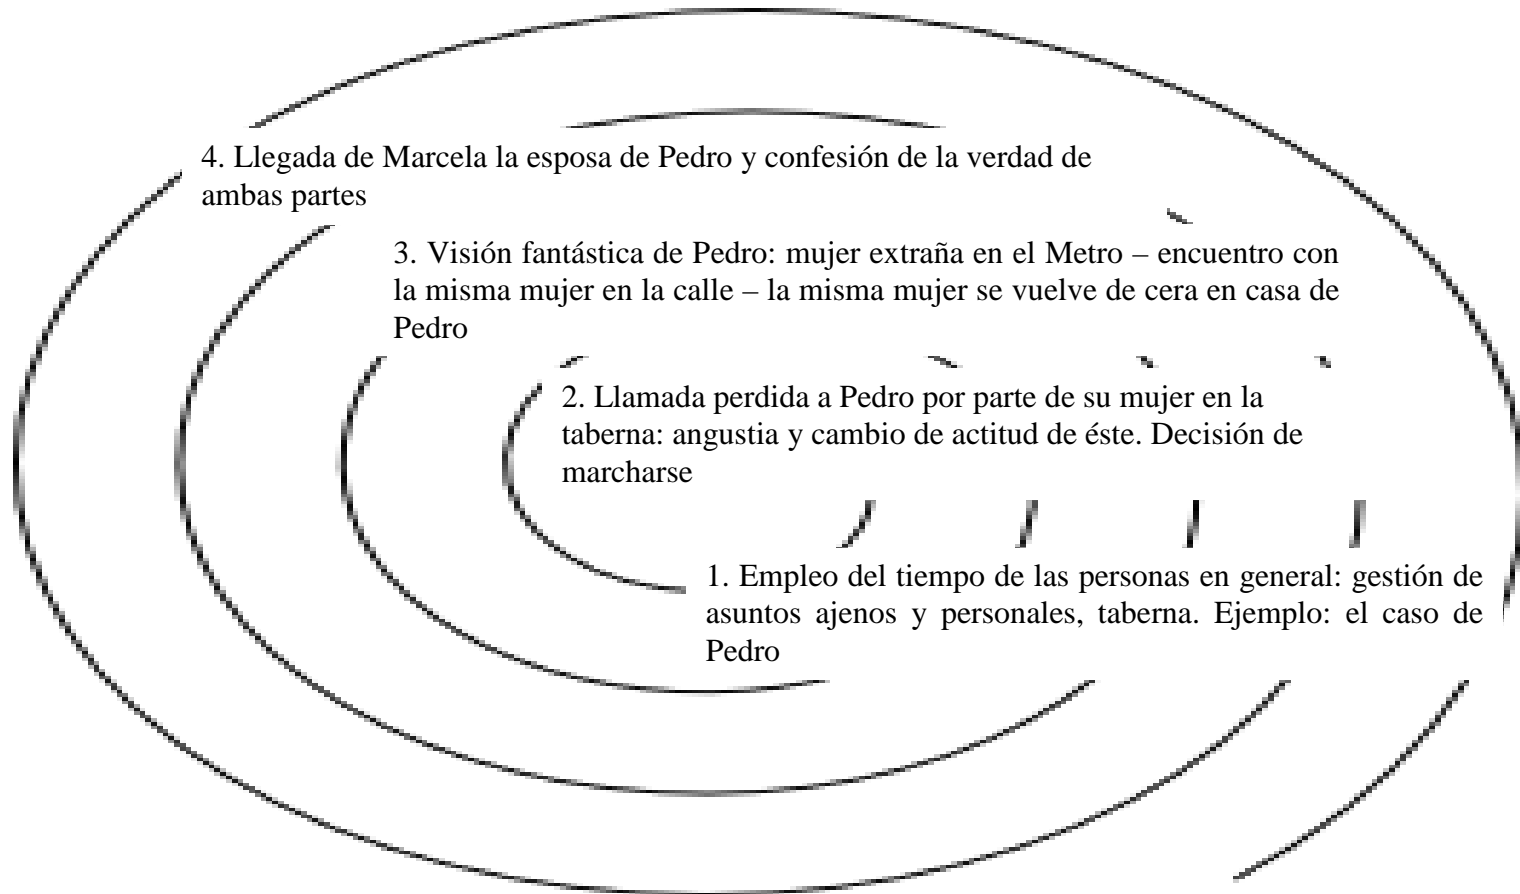 4. Llegada de Marcela la esposa de Pedro y confesión de la verdad de
ambas partes
3. Visión fantástica de Pedro: mujer extraña en el Metro – encuentro con
la misma mujer en la calle – la misma mujer se vuelve de cera en casa de
Pedro
2. Llamada perdida a Pedro por parte de su mujer en la
taberna: angustia y cambio de actitud de éste. Decisión de
marcharse
1. Empleo del tiempo de las personas en general: gestión de
asuntos ajenos y personales, taberna. Ejemplo: el caso de
Pedro